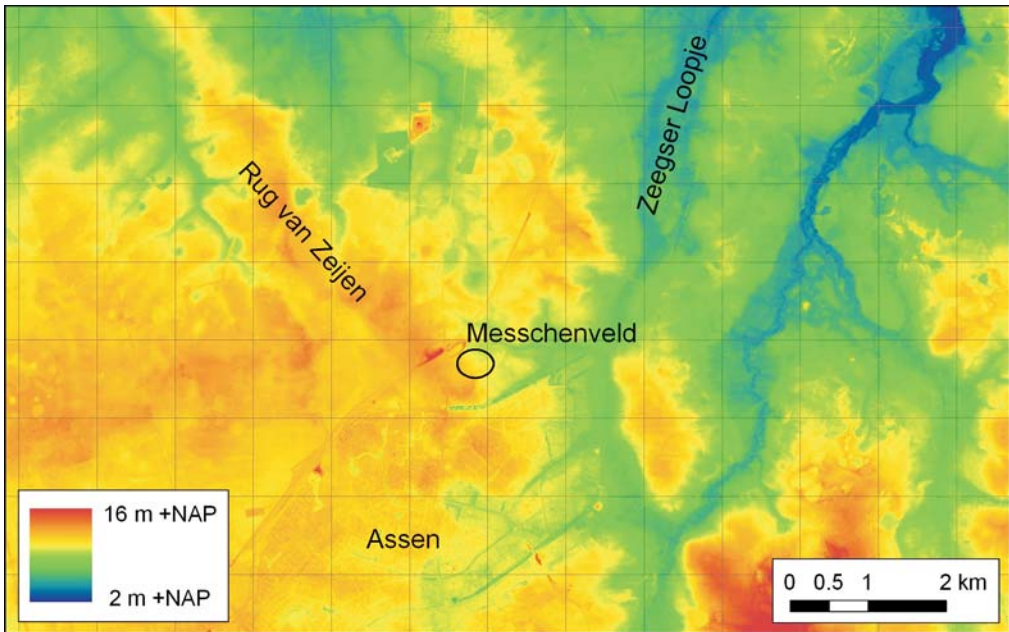 Zeegser Loopje
Rug van Zeijen
Messchenveld
Assen
16 m +NAP
2 m +NAP
0 0.5 1 2 km